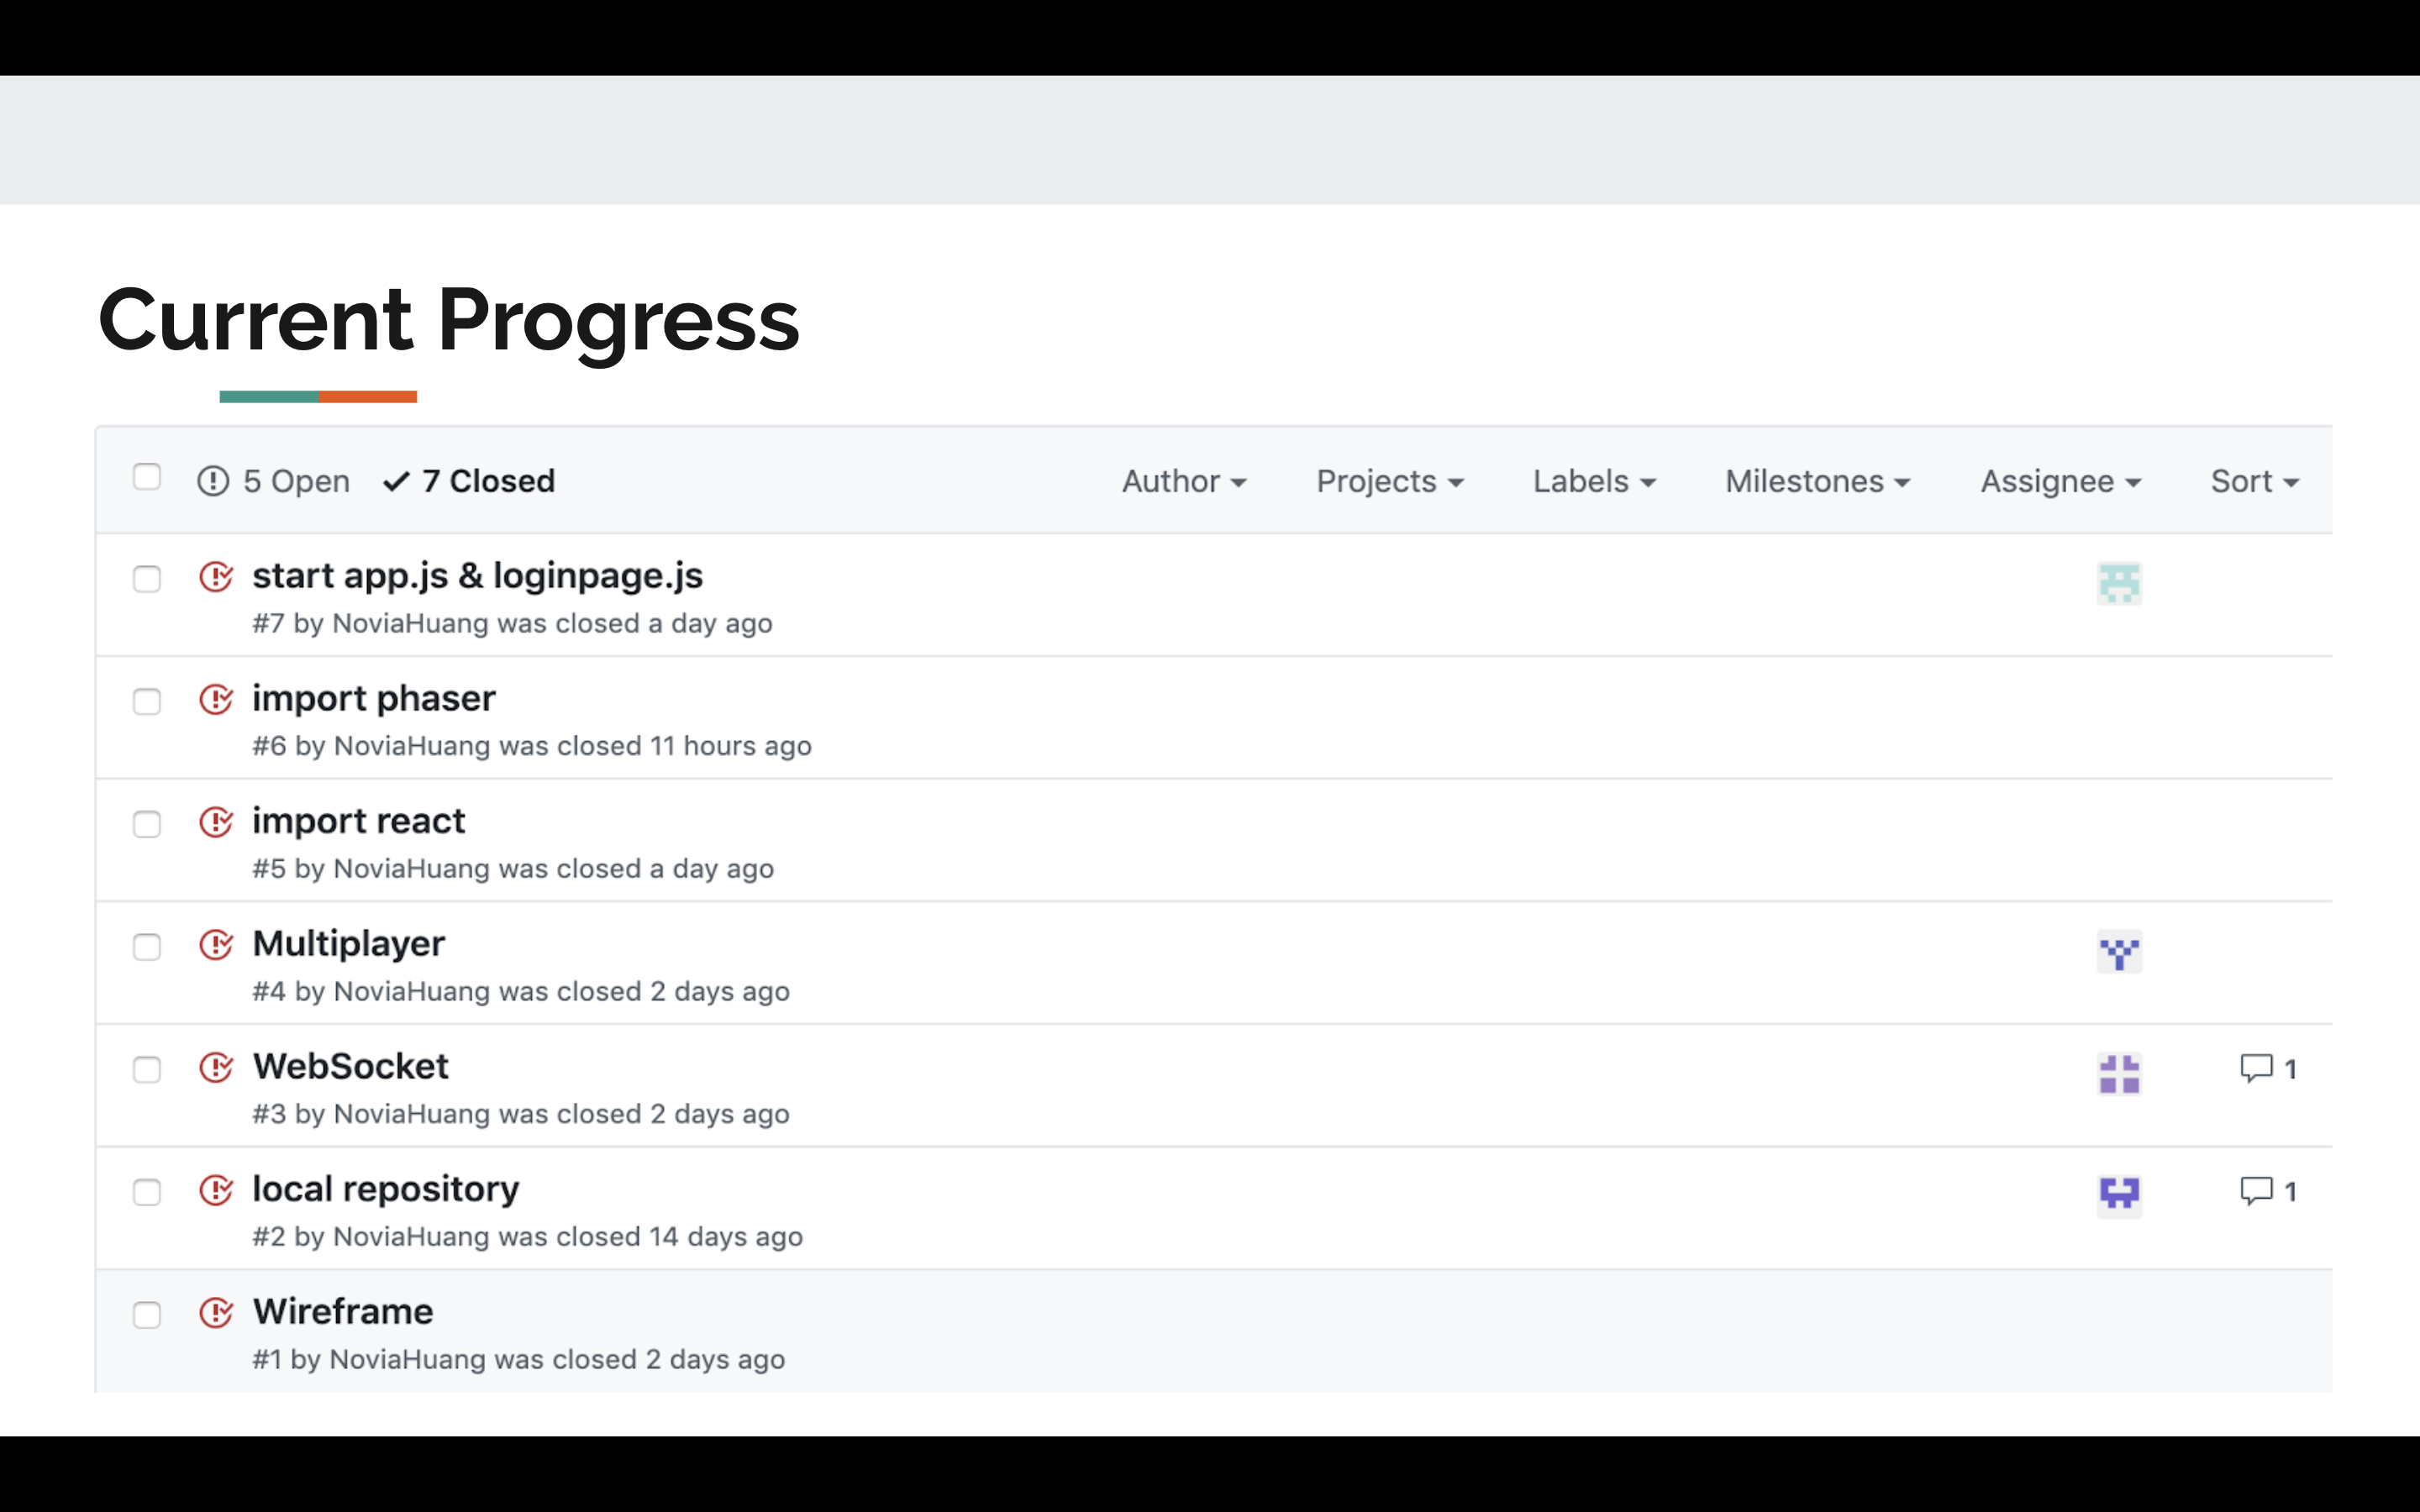 Current Progress
5 Open 7 Closed Author Projects Labels Milestones Assignee Sort
start app.js & loginpage.js
#7 by NoviaHuang was closed a day ago
import phaser
#6 by NoviaHuang was closed 11 hours ago
import react
#5 by NoviaHuang was closed a day ago
Multiplayer
#4 by NoviaHuang was closed 2 days ago
WebSocket 1
#3 by NoviaHuang was closed 2 days ago
local repository 1
#2 by NoviaHuang was closed 14 days ago
Wireframe
#1 by NoviaHuang was closed 2 days ago